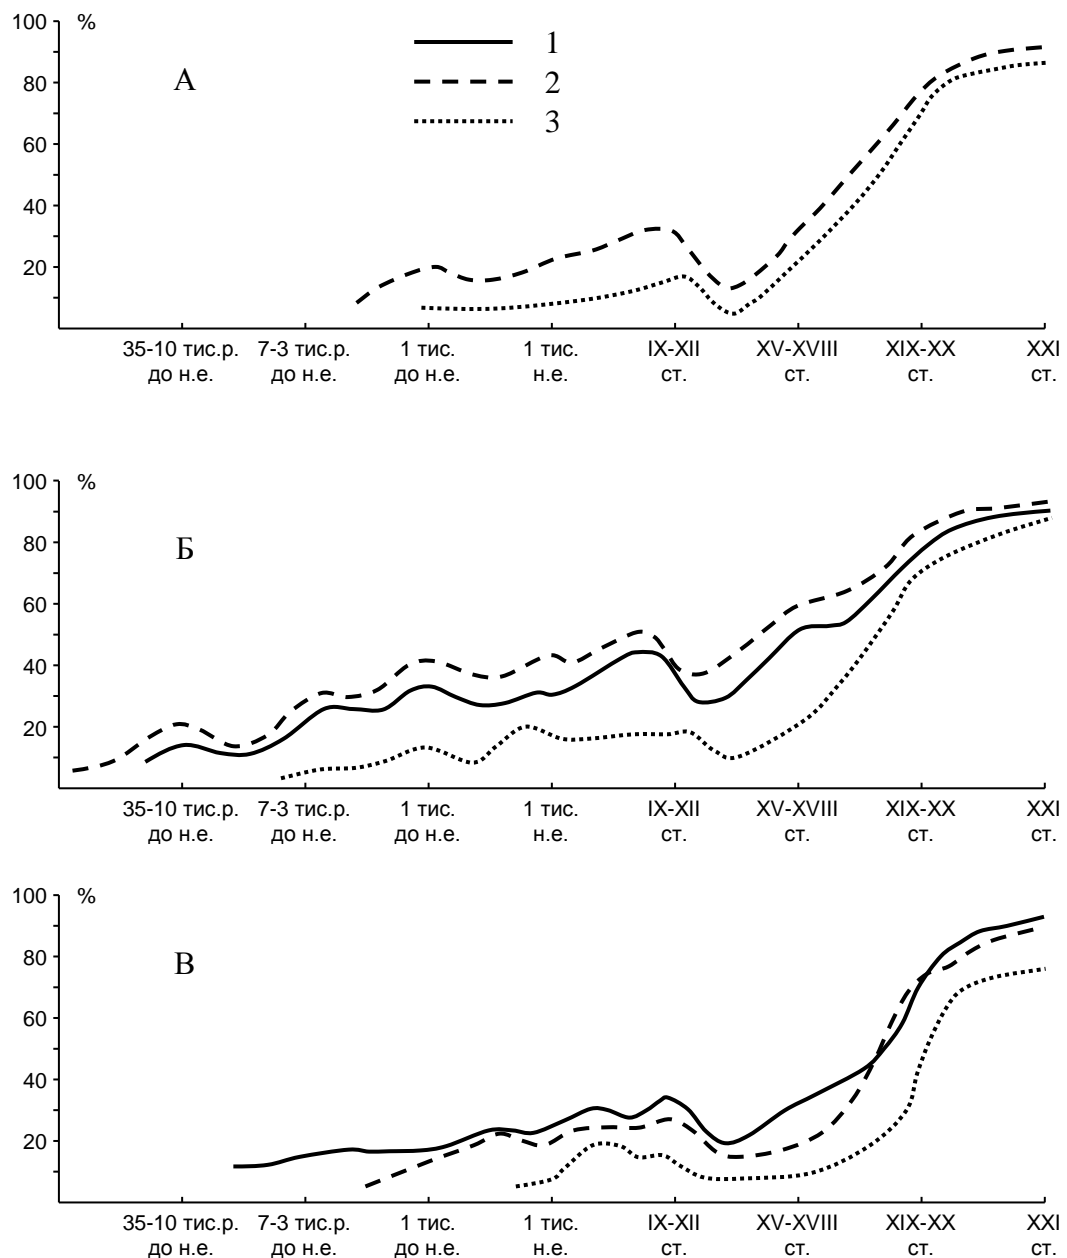 100 %
80
60
40
20
А
1
2
3
35-10 тис.р. 7-3 тис.р. 1 тис. 1 тис. IX-XII XV-XVIII XIX-XX XXI
до н.е. до н.е. до н.е. н.е. ст. ст. ст. ст.
100 %
80
60
40
20
Б
35-10 тис.р. 7-3 тис.р. 1 тис. 1 тис. IX-XII XV-XVIII XIX-XX XXI
до н.е. до н.е. до н.е. н.е. ст. ст. ст. ст.
100 %
80
60
40
20
В
35-10 тис.р. 7-3 тис.р. 1 тис. 1 тис. IX-XII XV-XVIII XIX-XX XXI
до н.е. до н.е. до н.е. н.е. ст. ст. ст. ст.